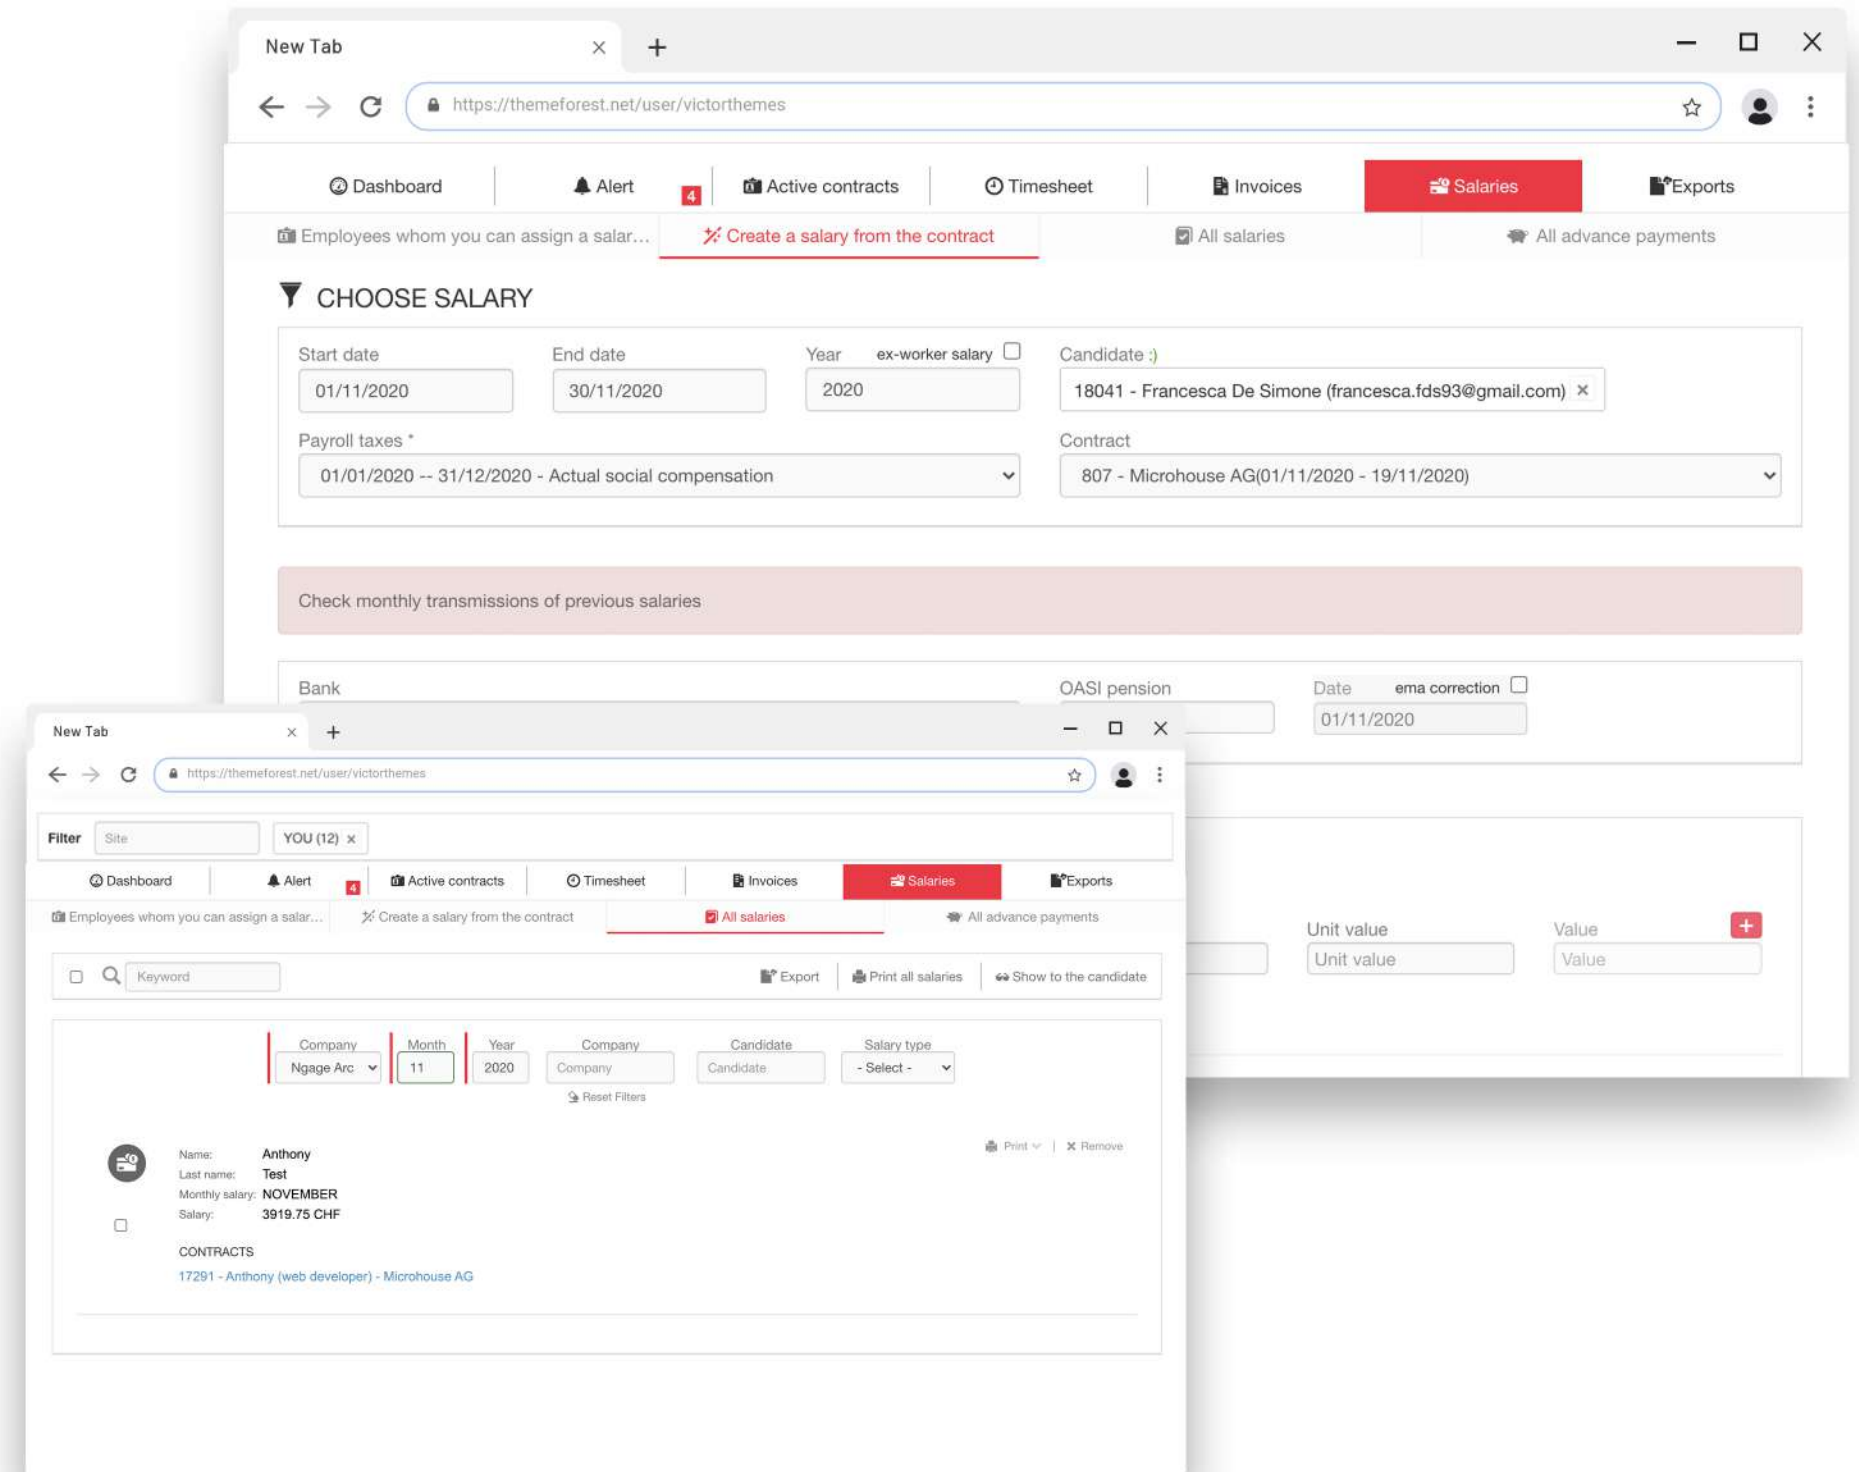 New Tab
https://themeforest.net/user/victorthemes
Dashboard Alert 4 Active contracts Timesheet Invoices Salaries Exports
Employees whom you can assign a salar... Create a salary from the contract All salaries All advance payments
CHOOSE SALARY
Start date End date Year ex-worker salary Candidate :)
01/11/2020 30/11/2020 2020 18041 - Francesca De Simone (francesca.fds93@gmail.com) ×
Payroll taxes * Contract
01/01/2020 -- 31/12/2020 - Actual social compensation 807 - Microhouse AG(01/11/2020 - 19/11/2020)
Check monthly transmissions of previous salaries
Bank OASI pension Date ema correction
01/11/2020
Unit value Value +
Unit value Value
New Tab
https://themeforest.net/user/victorthemes
Filter Site YOU (12) ×
Dashboard Alert 4 Active contracts Timesheet Invoices Salaries Exports
Employees whom you can assign a salar... Create a salary from the contract All salaries All advance payments
Keyword Export Print all salaries Show to the candidate
Company Month Year Company Candidate Salary type
Ngage Arc 11 2020 Company Candidate - Select -
Reset Filters
Print | × Remove
Name: Anthony
Last name: Test
Monthly salary: NOVEMBER
Salary: 3919.75 CHF
CONTRACTS
17291 - Anthony (web developer) - Microhouse AG